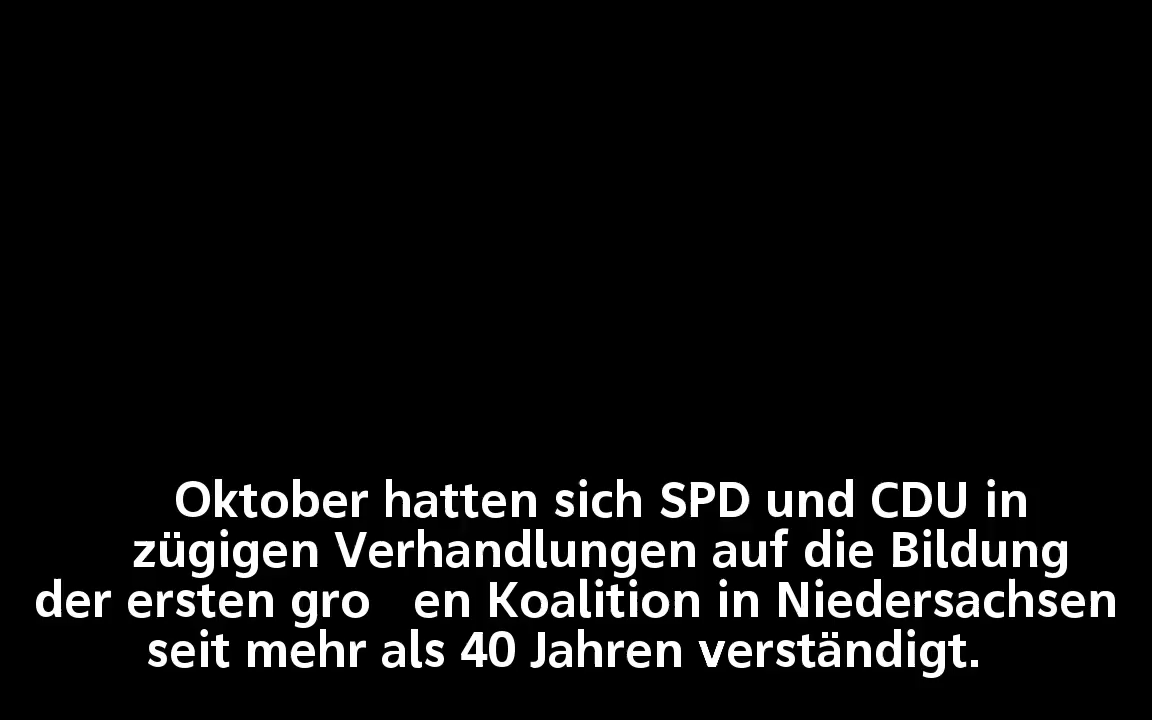 Oktober hatten sich SPD und CDU in
zügigen Verhandlungen auf die Bildung
der ersten gro en Koalition in Niedersachsen
seit mehr als 40 Jahren verständigt.